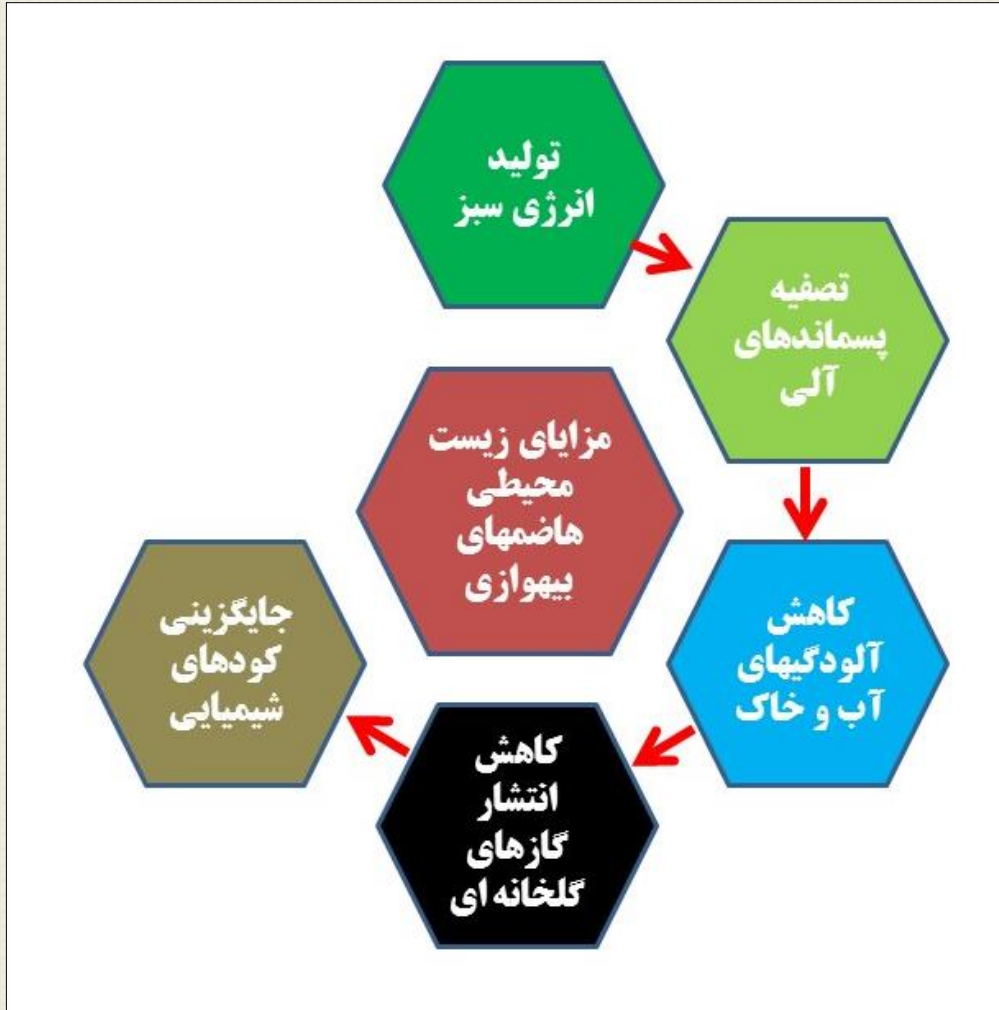 تولید
انرژی سبز
تصفیه
پسماندهای
آلی
مزایای زیست
محیطی
هاضمهای
بیهوازی
کاهش
آلودگیهای
آب و خاک
کاهش
انتشار
گازهای
گلخانه ای
جایگزینی
کودهای
شیمیایی